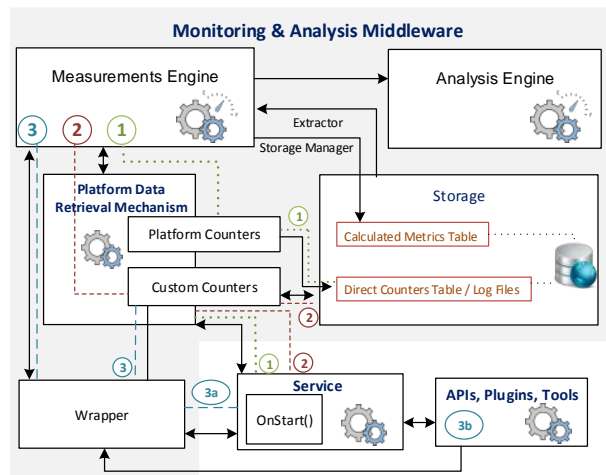 Monitoring & Analysis Middleware
Measurements Engine
Analysis Engine
3
2
1
Extractor
Storage Manager
Platform Data
Retrieval Mechanism
Storage
Platform Counters
1
Calculated Metrics Table
Custom Counters
Direct Counters Table / Log Files
2
3
1
2
Wrapper
3a
Service
OnStart()
APIs, Plugins, Tools
3b